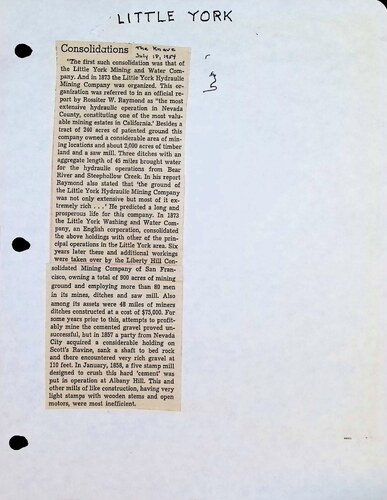 LITTLE YORK
Consolidations
The Knave
July 18, 1954
"The first such consolidation was that of
the Little York Mining and Water Com-
pany. And in 1873 the Little York Hydraulic
Mining Company was organized. This or-
ganization was referred to in an official re-
port by Rossiter W. Raymond as "the most
extensive hydraulic operation in Nevada
County, constituting one of the most valu-
able mining estates in California.' Besides a
tract of 240 acres of patented ground this
company owned a considerable area of min-
ing locations and about 2,000 acres of timber
land and a saw mill. Three ditches with an
aggregate length of 45 miles brought water
for the hydraulic operations from Bear
River and Steephollow Creek. In his report
Raymond also stated that 'the ground of
the Little York Hydraulic Mining Company
was not only extensive but most of it ex-
tremely rich . . .' He predicted a long and
prosperous life for this company. In 1873
the Little York Washing and Water Com-
pany, an English corporation, consolidated
the above holdings with other of the prin-
cipal operations in the Little York area. Six
years later these and additional workings
were taken over by the Liberty Hill Con-
solidated Mining Company of San Fran-
cisco, owning a total of 900 acres of mining
ground and employing more than 80 men
in its mines, ditches and saw mill. Also
among its assets were 48 miles of miners
ditches constructed at a cost of $75,000. For
some years prior to this, attempts to profit-
ably mine the cemented gravel proved un-
successful, but in 1857 a party from Nevada
City acquired a considerable holding on
Scott's Ravine, sank a shaft to bed rock
and there encountered very rich gravel at
110 feet. In January, 1858, a five stamp mill
designed to crush this hard 'cement' was
put in operation at Albany Hill. This and
other mills of like construction, having very
light stamps with wooden stems and open
motors, were most inefficient.